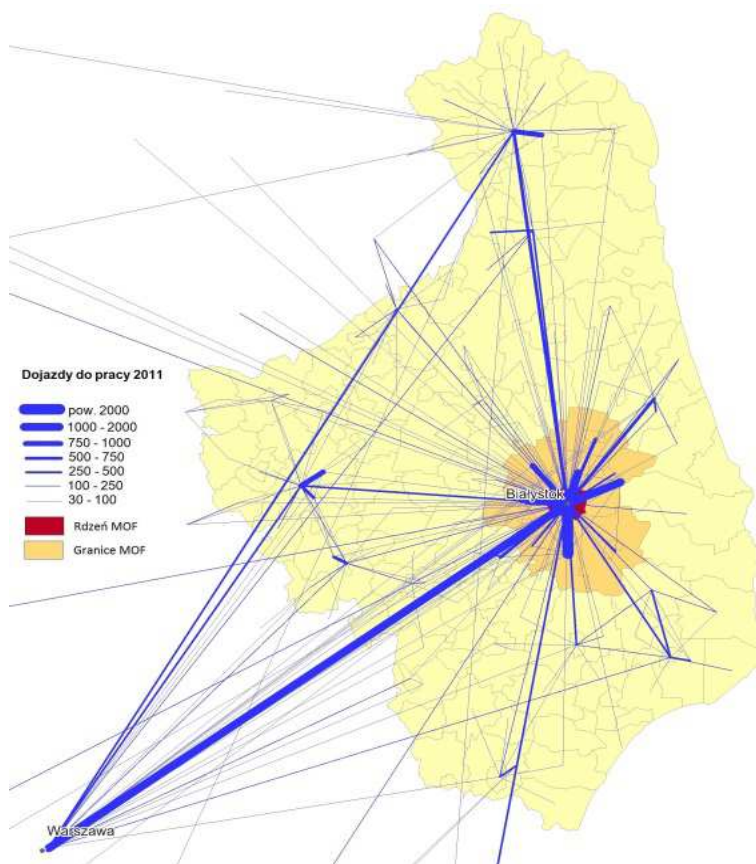 Dojazdy do pracy 2011
pow. 2000
1000 - 2000
750 - 1000
500 - 750
250 - 500
100 - 250
30 - 100
Rdzeń MOF
Granice MOF
Białystok
Warszawa